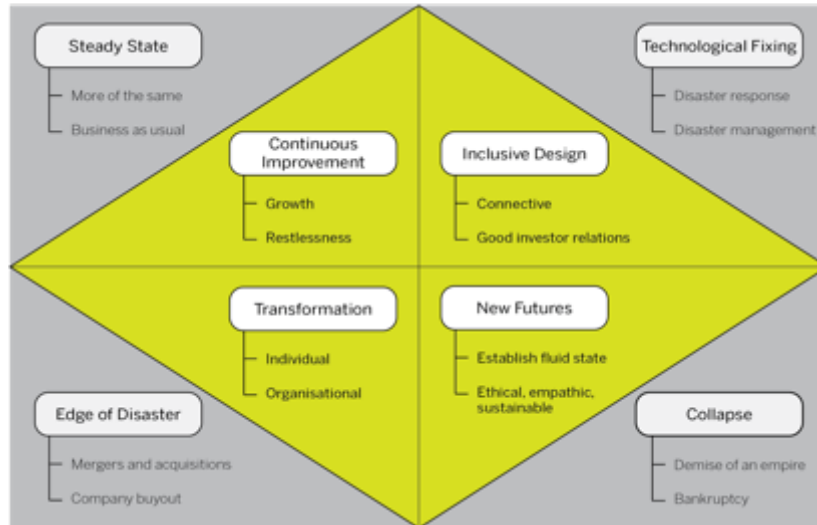 Steady State
More of the same
Business as usual
Technological Fixing
Disaster response
Disaster management
Continuous
Improvement
Growth
Restlessness
Inclusive Design
Connective
Good investor relations
Transformation
Individual
Organisational
New Futures
Establish fluid state
Ethical, empathic,
sustainable
Edge of Disaster
Mergers and acquisitions
Company buyout
Collapse
Demise of an empire
Bankruptcy